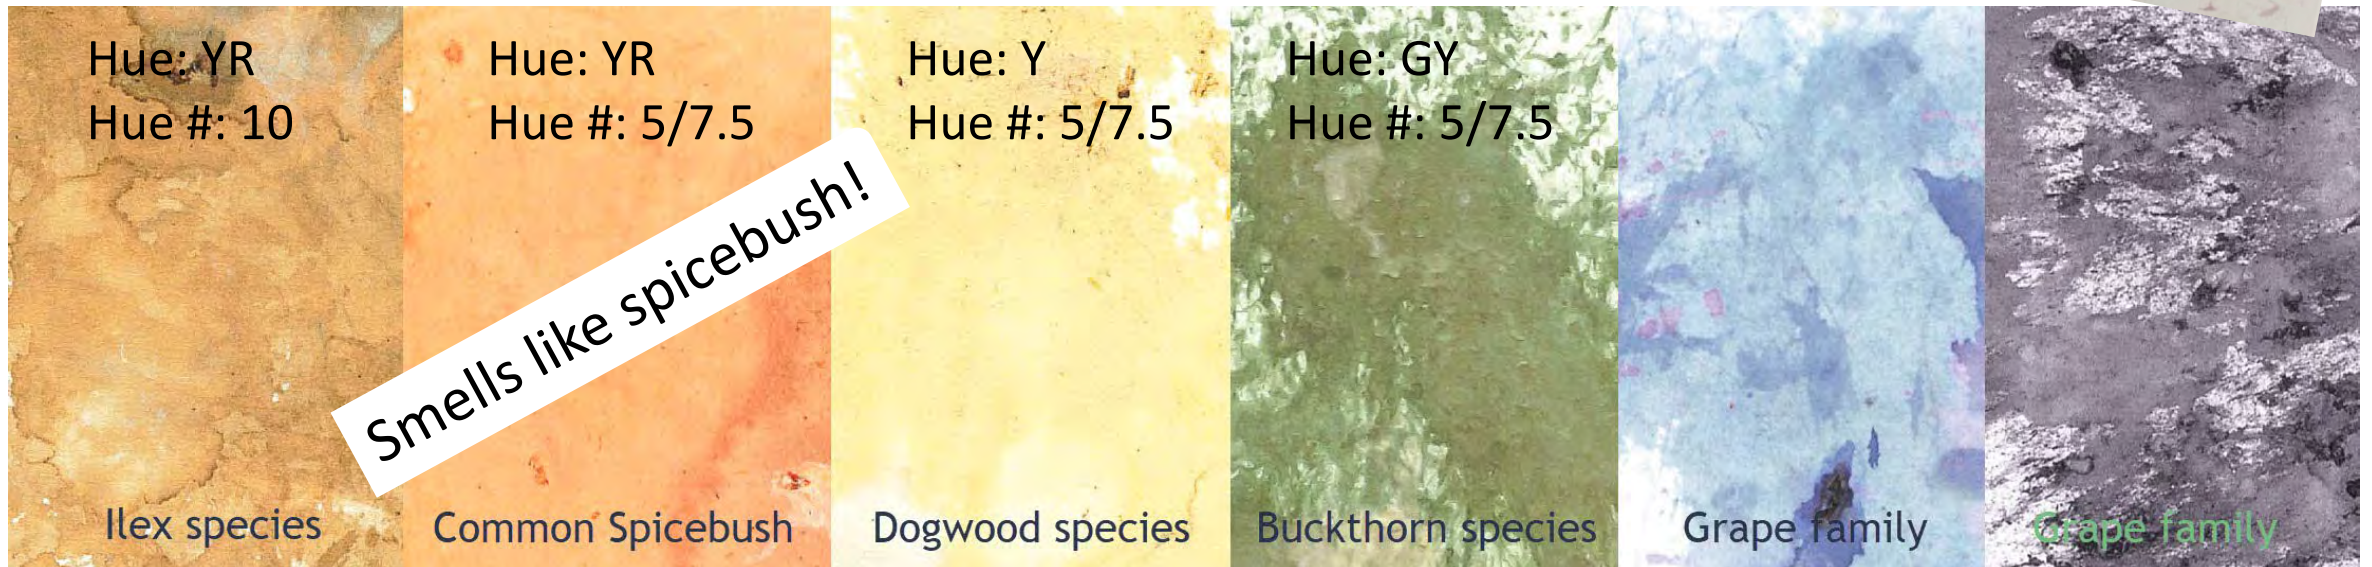 Hue: YR
Hue #: 10
Hue: YR
Hue #: 5/7.5
Hue: Y
Hue #: 5/7.5
Hue: GY
Hue #: 5/7.5
Smells like spicebush!
Ilex species
Common Spicebush
Dogwood species
Buckthorn species
Grape family
Grape family